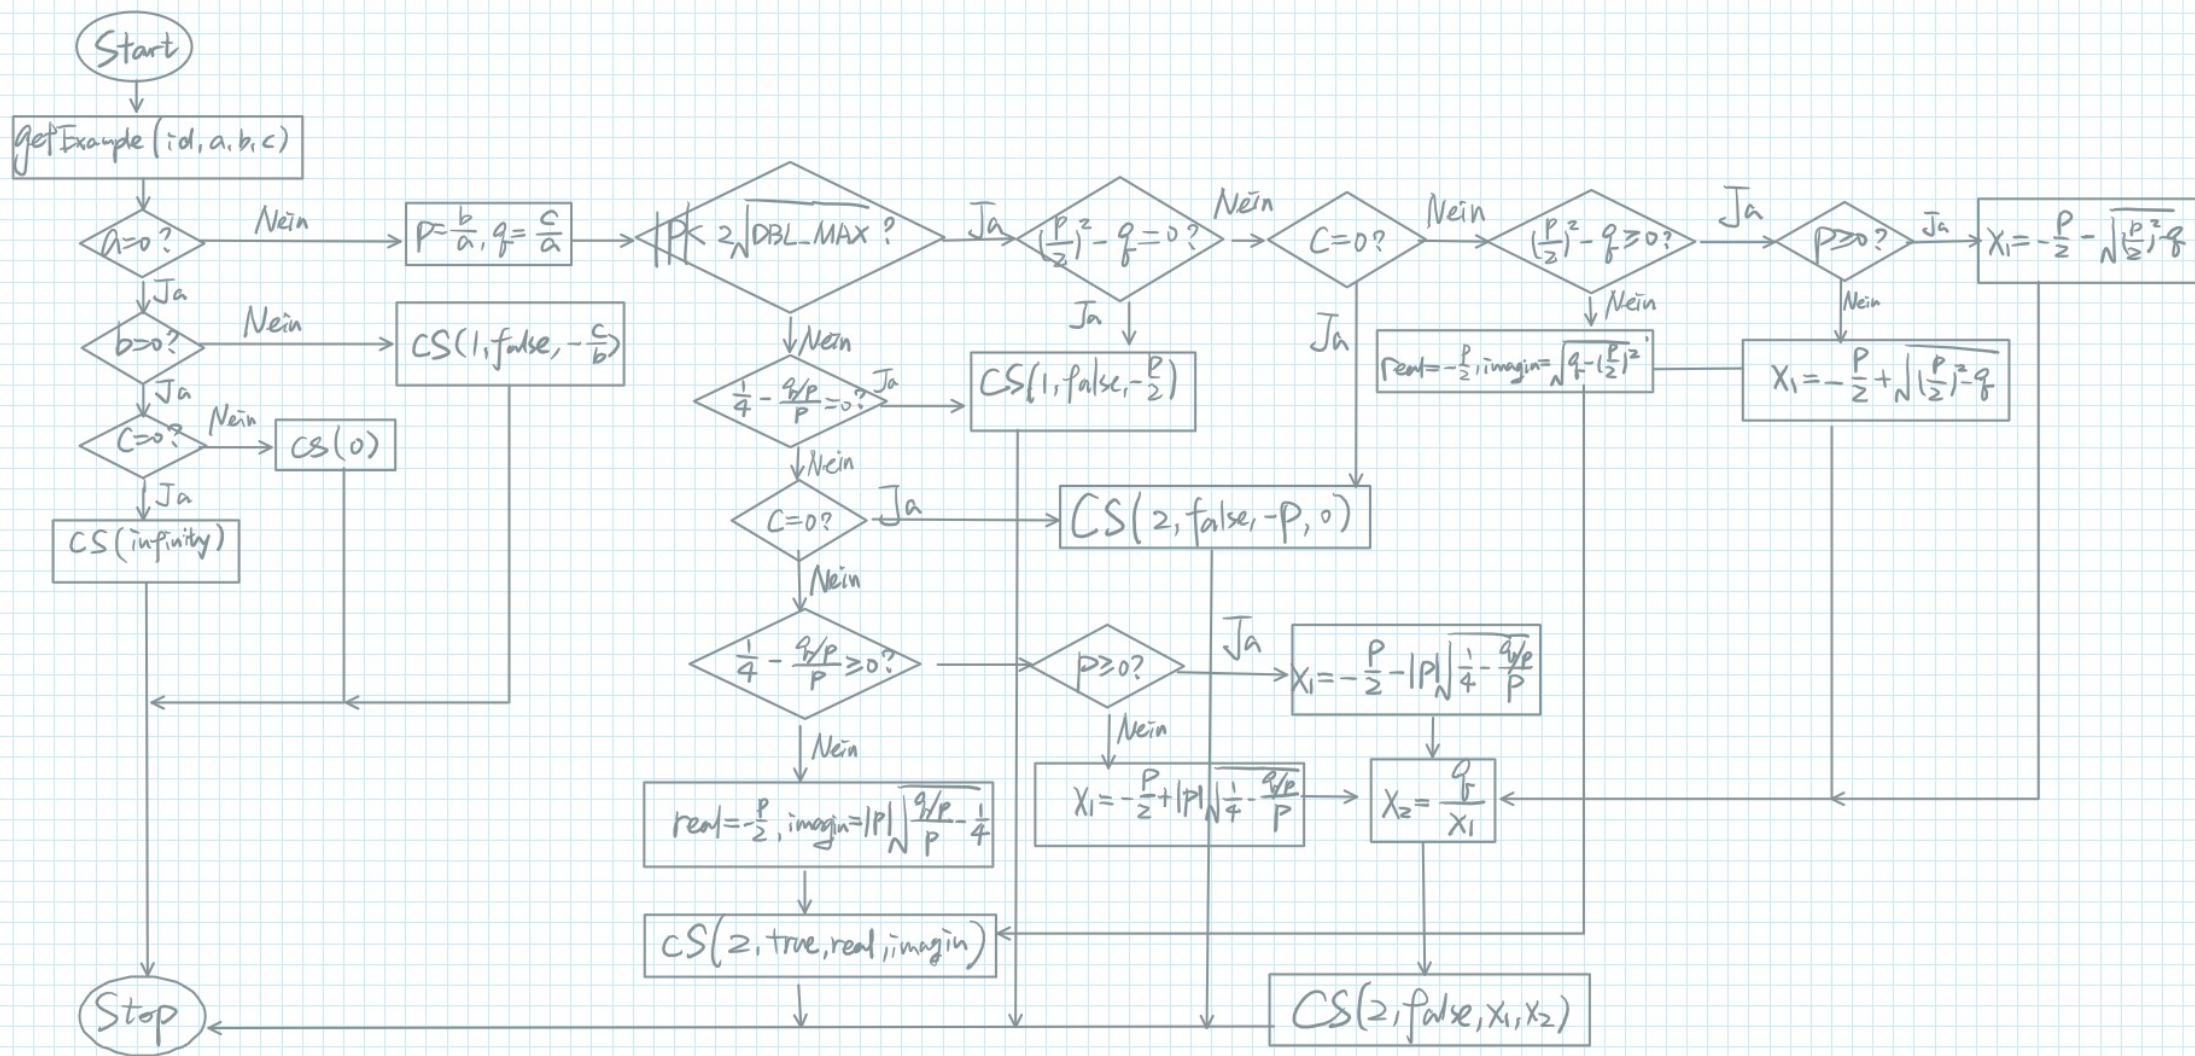 Start
getExample(id, a, b, c)
a=0?
Nein
Ja
p=b/a, q=c/a
|p|< 2√DBL_MAX ?
Ja
Nein
(p/2)²-q=0?
Nein
Ja
C=0?
Nein
Ja
(p/2)²-q≥0?
Ja
Nein
p≥0?
Ja
Nein
X₁=-p/2-√(p/2)²-q
b=0?
Nein
Ja
CS(1, false, -c/b)
1/4-(q/p)/p=0?
Ja
Nein
CS(1, false, -p/2)
real=-p/2, imagin=√q-(p/2)²
X₁=-p/2+√(p/2)²-q
C=0?
Nein
Ja
CS(0)
C=0?
Ja
Nein
CS(2, false, -p, 0)
CS(infinity)
1/4-(q/p)/p≥0?
Nein
p≥0?
Ja
Nein
X₁=-p/2-|p|√1/4-(q/p)/p
real=-p/2, imagin=|p|√(q/p)/p-1/4
X₁=-p/2+|p|√1/4-(q/p)/p
X₂=q/X₁
CS(2, true, real, imagin)
Stop
CS(2, false, X₁, X₂)